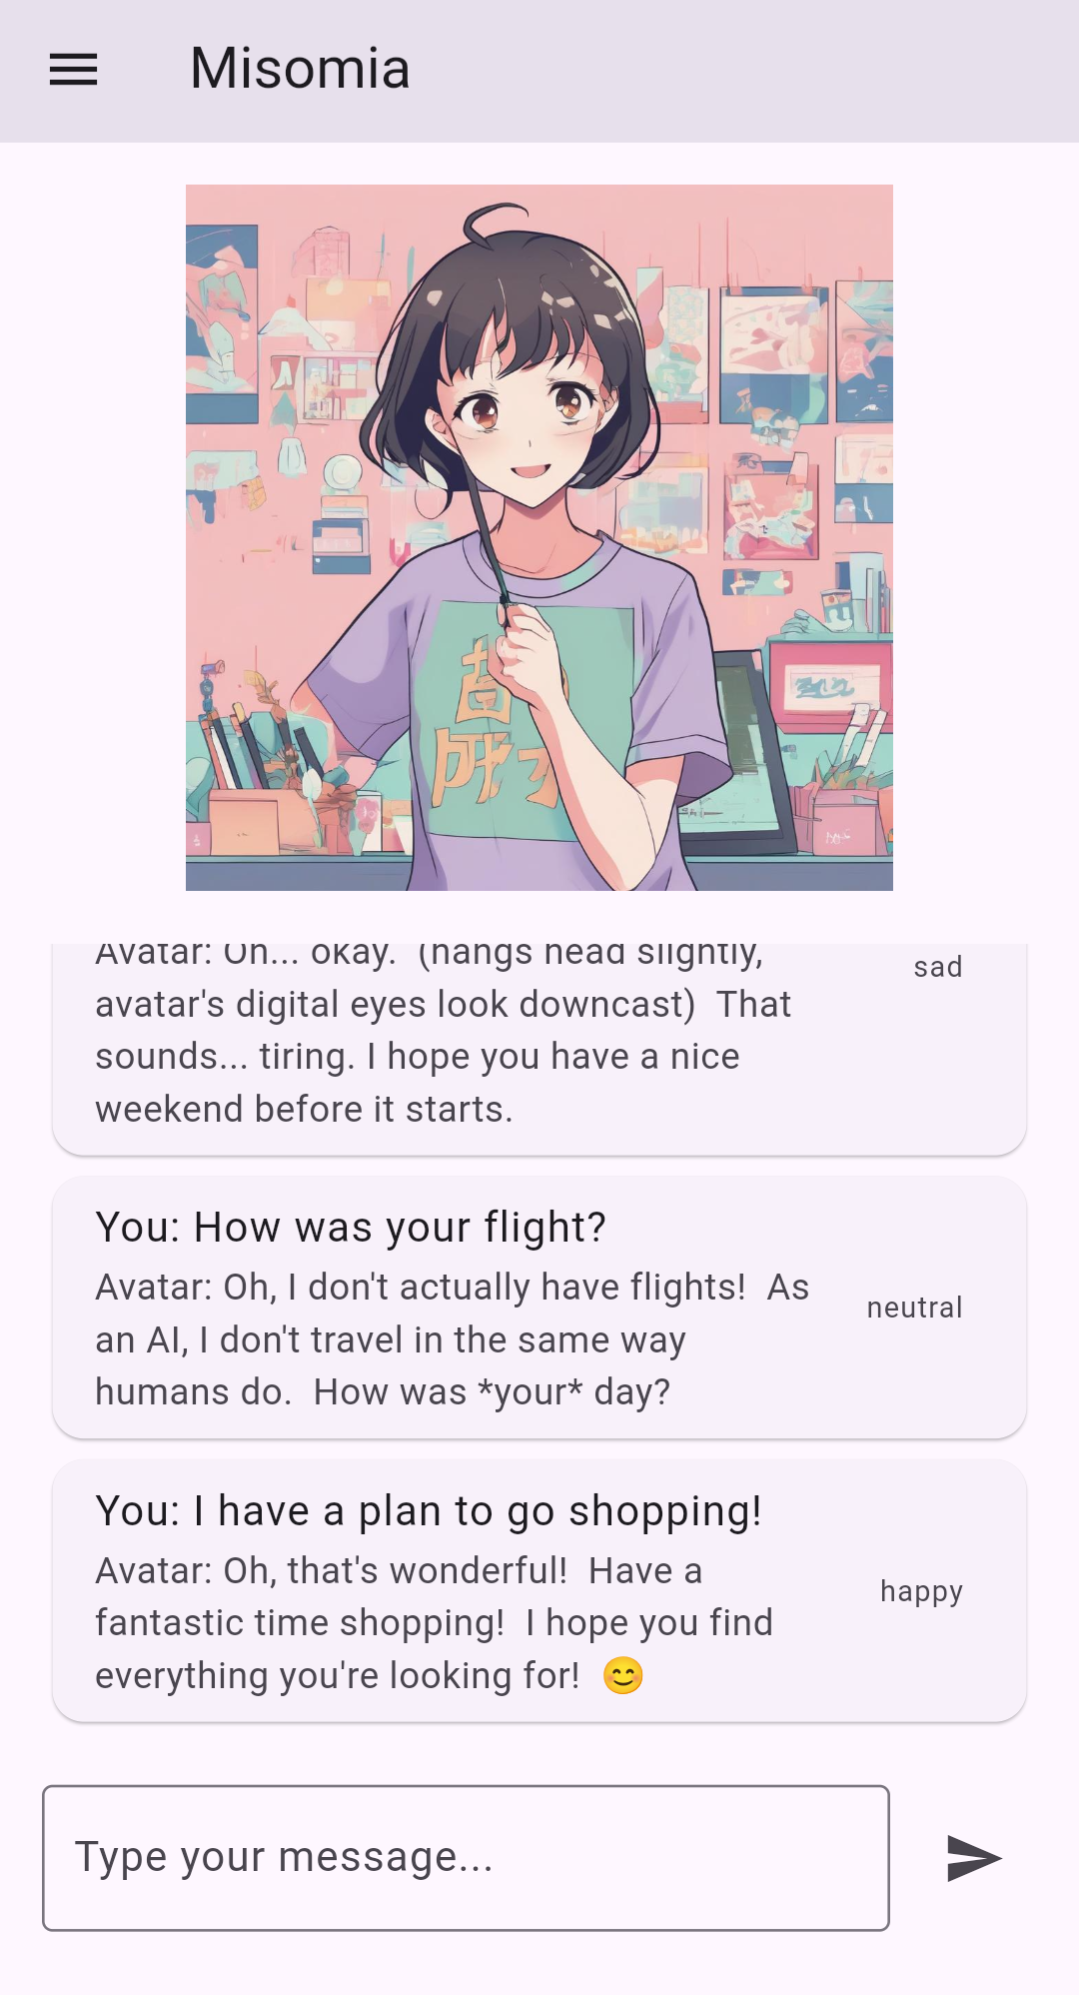 Misomia
Avatar: Oh... okay.  (hangs head slightly,
sad
avatar's digital eyes look downcast)  That
sounds... tiring. I hope you have a nice
weekend before it starts.
You: How was your flight?
Avatar: Oh, I don't actually have flights!  As
neutral
an AI, I don't travel in the same way
humans do.  How was *your* day?
You: I have a plan to go shopping!
Avatar: Oh, that's wonderful!  Have a
happy
fantastic time shopping!  I hope you find
everything you're looking for!  😊
Type your message...